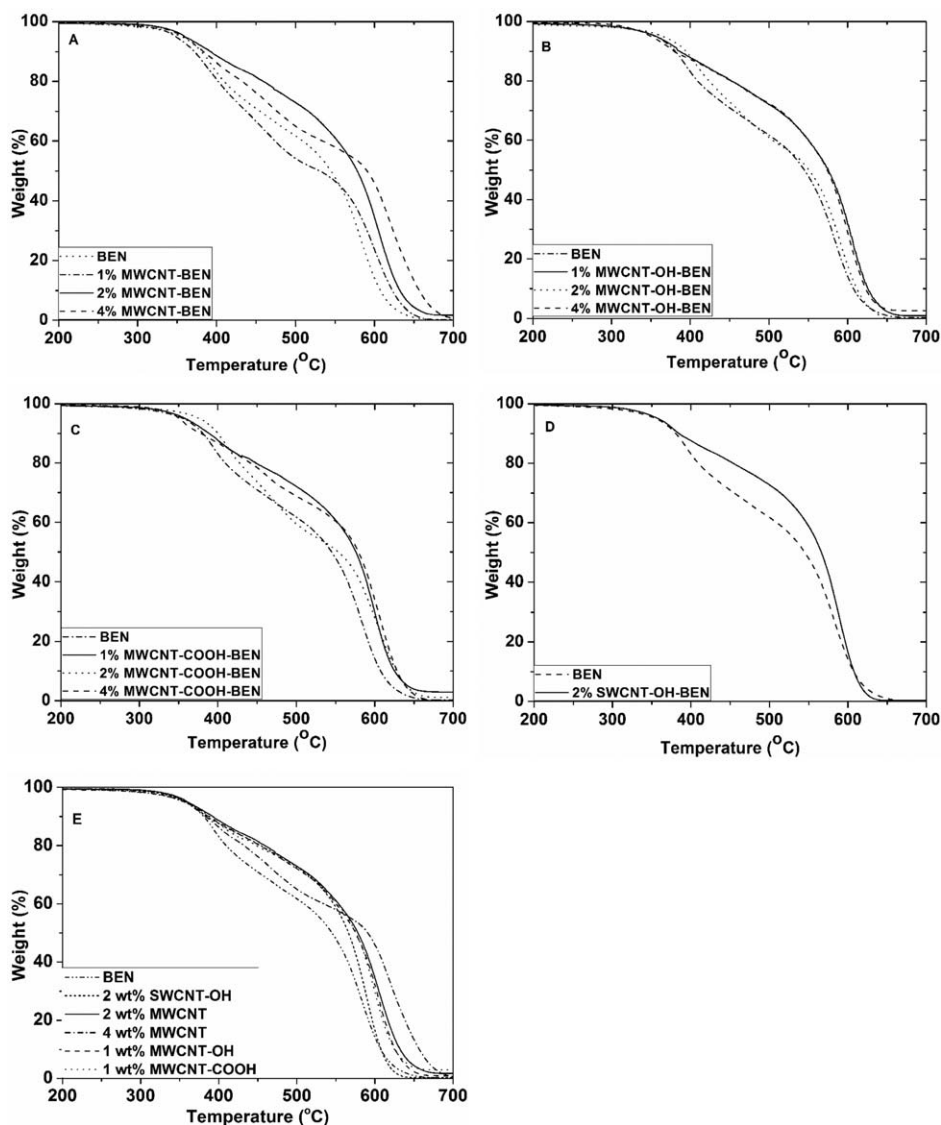 A
Weight (%)
100
80
60
40
20
0
BEN
1% MWCNT-BEN
2% MWCNT-BEN
4% MWCNT-BEN
200 300 400 500 600 700
Temperature (OC)
B
Weight (%)
100
80
60
40
20
0
BEN
1% MWCNT-OH-BEN
2% MWCNT-OH-BEN
4% MWCNT-OH-BEN
200 300 400 500 600 700
Temperature (OC)
C
Weight (%)
100
80
60
40
20
0
BEN
1% MWCNT-COOH-BEN
2% MWCNT-COOH-BEN
4% MWCNT-COOH-BEN
200 300 400 500 600 700
Temperature (OC)
D
Weight (%)
100
80
60
40
20
0
BEN
2% SWCNT-OH-BEN
200 300 400 500 600 700
Temperature (OC)
E
Weight (%)
100
80
60
40
20
0
BEN
2 wt% SWCNT-OH
2 wt% MWCNT
4 wt% MWCNT
1 wt% MWCNT-OH
1 wt% MWCNT-COOH
200 300 400 500 600 700
Temperature (oC)